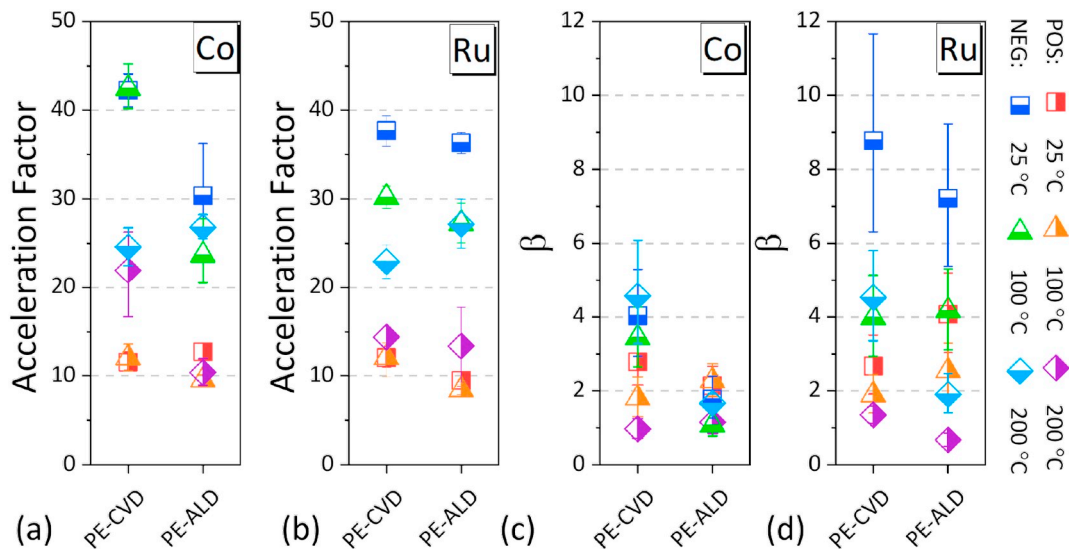 50
40
30
20
10
0
Acceleration Factor
Co
PE-CVD
PE-ALD
(a)
50
40
30
20
10
0
Acceleration Factor
Ru
PE-CVD
PE-ALD
(b)
12
10
8
6
4
2
0
β
Co
PE-CVD
PE-ALD
(c)
12
10
8
6
4
2
0
β
Ru
PE-CVD
PE-ALD
(d)
POS: 25 °C 100 °C 200 °C
NEG: 25 °C 100 °C 200 °C